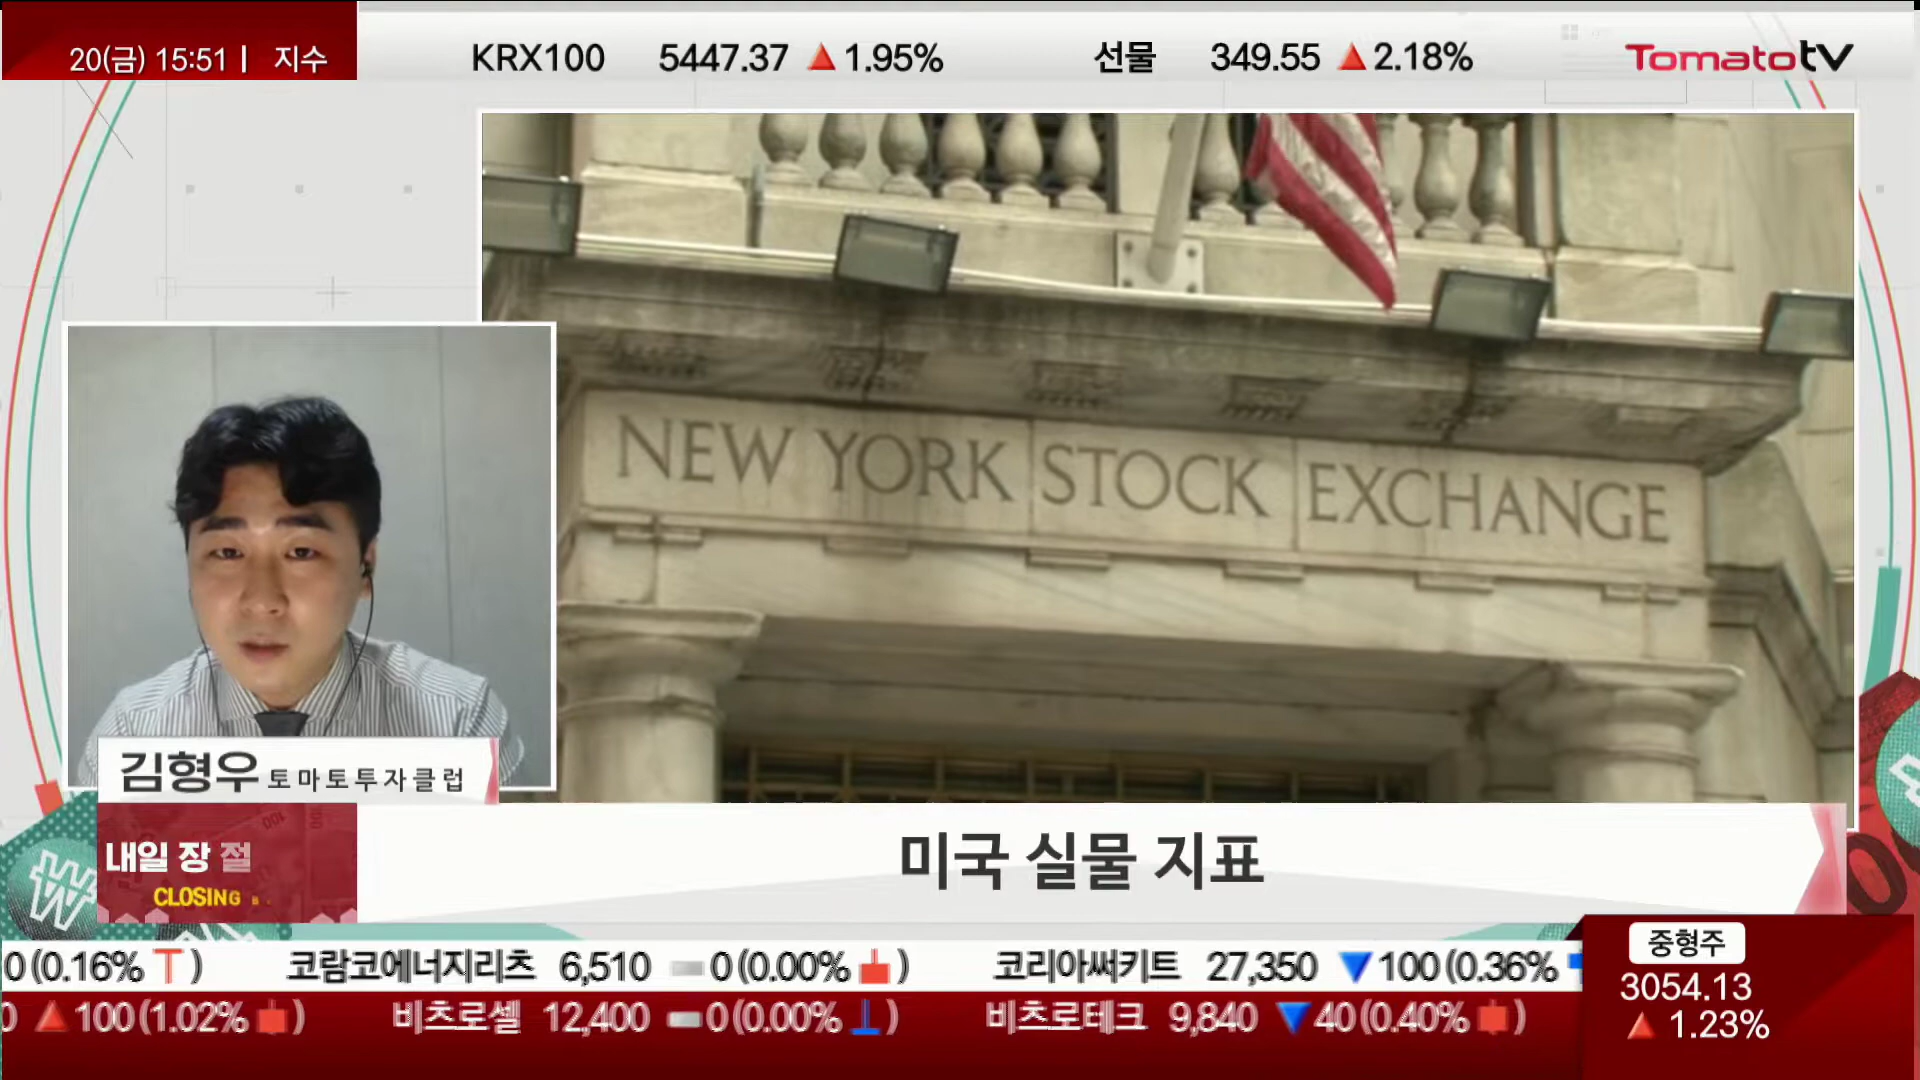 20(금) 15:51 | 지수
KRX100 5447.37 ▲1.95% 선물 349.55 ▲2.18%
Tomatotv
NEW YORK STOCK EXCHANGE
김형우 토마토투자클럽
내일 장 절
CLOSING
미국 실물 지표
0(0.16% ) 코람코에너지리츠 6,510 0(0.00% ) 코리아써키트 27,350 ▼100(0.36%
0 ▲100(1.02% ) 비츠로셀 12,400 0(0.00% ) 비츠로테크 9,840 ▼40(0.40% )
중형주
3054.13
▲ 1.23%